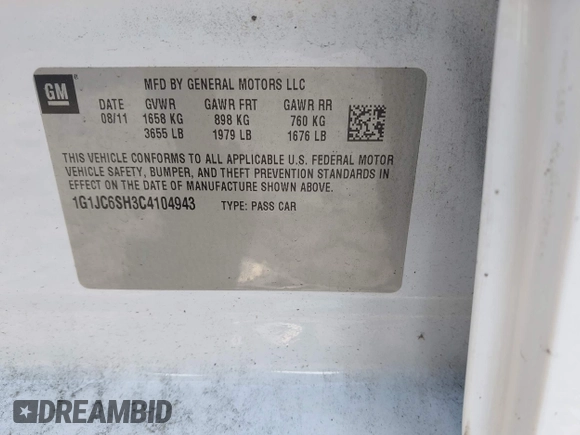 GM
MFD BY GENERAL MOTORS LLC
DATE GVWR GAWR FRT GAWR RR
08/11 1658 KG 898 KG 760 KG
3655 LB 1979 LB 1676 LB
THIS VEHICLE CONFORMS TO ALL APPLICABLE U.S. FEDERAL MOTOR
VEHICLE SAFETY, BUMPER, AND THEFT PREVENTION STANDARDS IN
EFFECT ON THE DATE OF MANUFACTURE SHOWN ABOVE.
1G1JC6SH3C4104943 TYPE: PASS CAR
DREAMBID